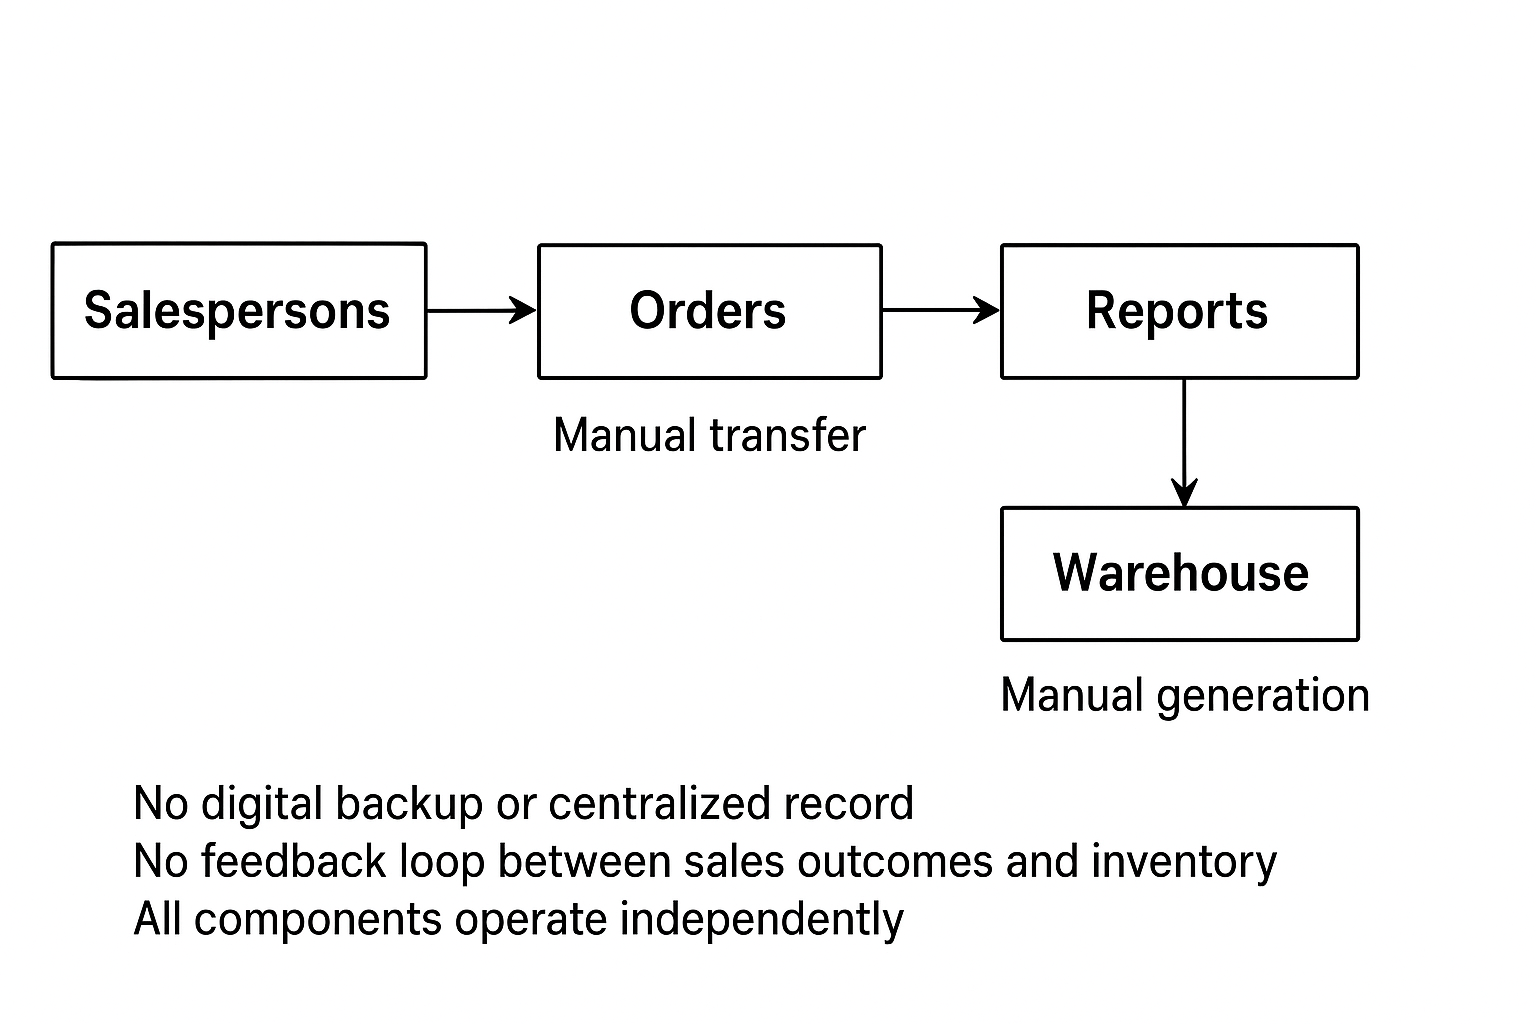 Salespersons
Orders
Reports
Manual transfer
Warehouse
Manual generation
No digital backup or centralized record
No feedback loop between sales outcomes and inventory
All components operate independently